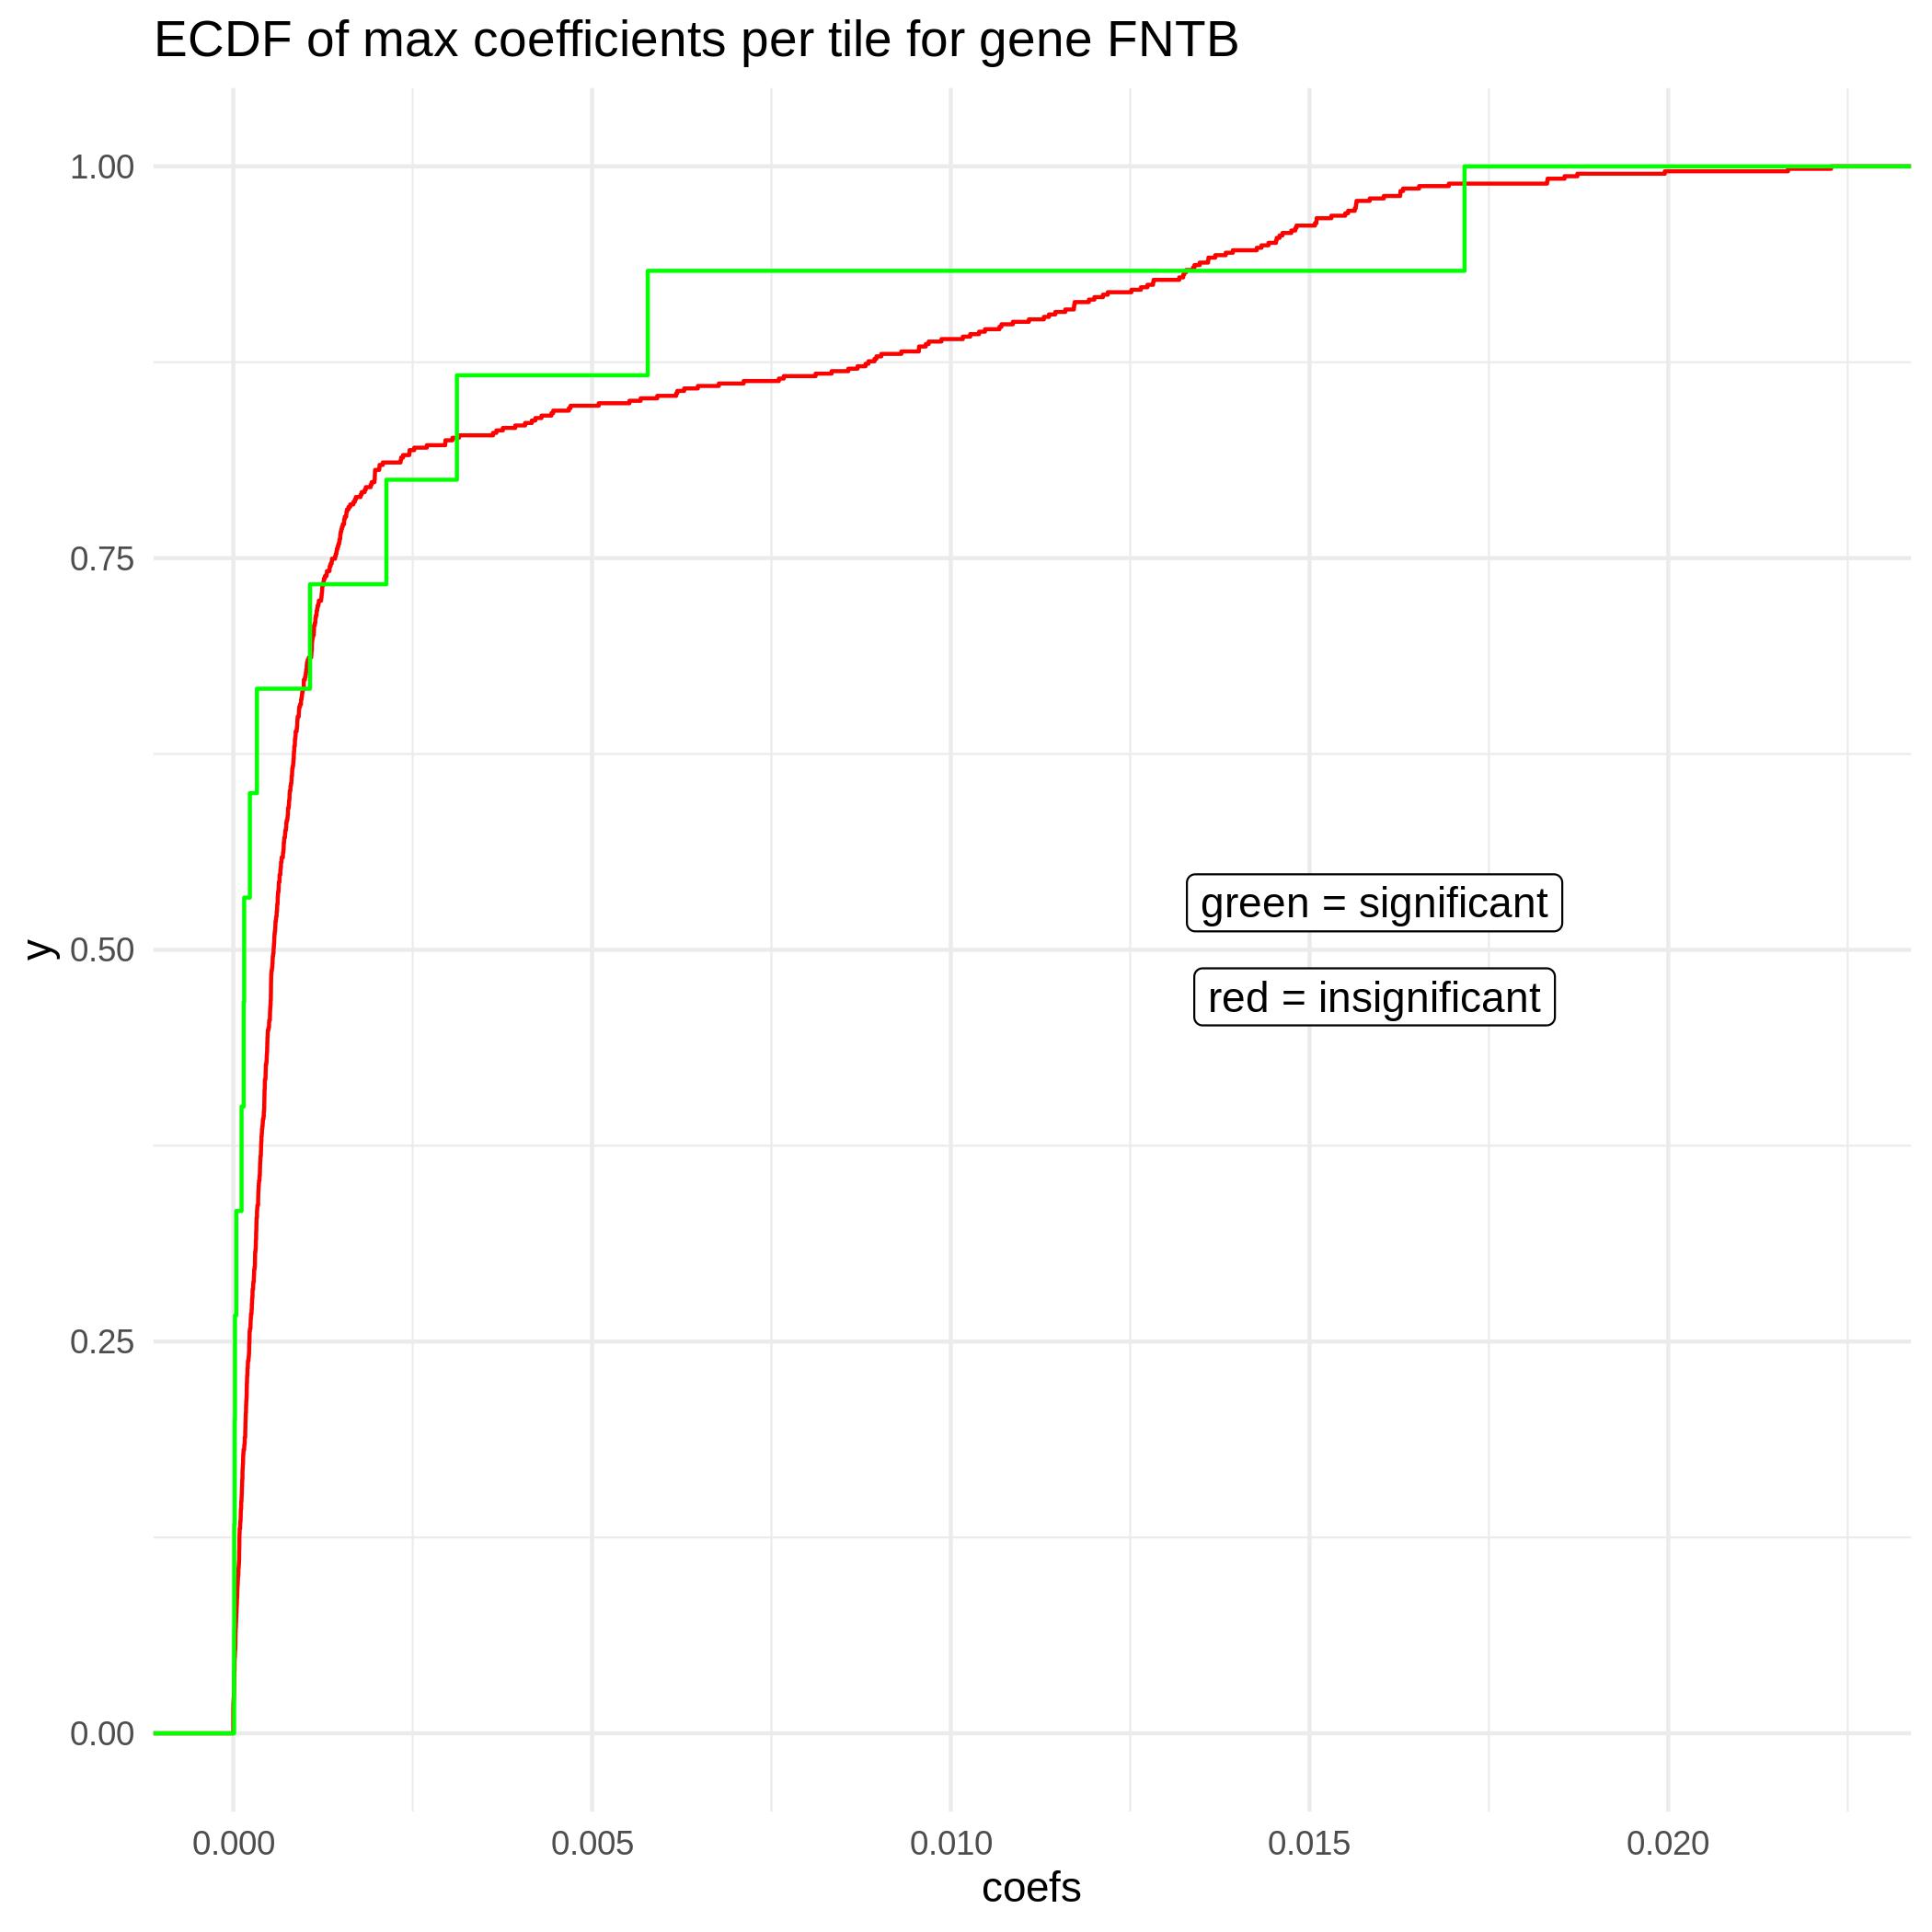 ECDF of max coefficients per tile for gene FNTB
1.00
0.75
0.50
0.25
0.00
y
green = significant
red = insignificant
0.000 0.005 0.010 0.015 0.020
coefs